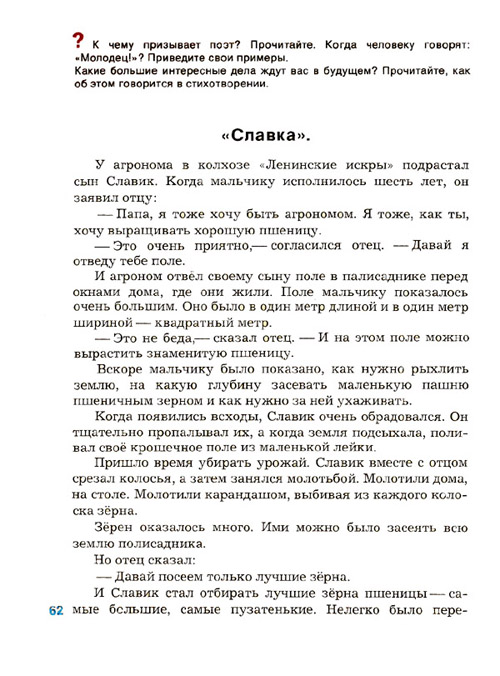 ? К чему призывает поэт? Прочитайте. Когда человеку говорят:
«Молодец!»? Приведите свои примеры.
Какие большие интересные дела ждут вас в будущем? Прочитайте, как
об этом говорится в стихотворении.
«Славка».
У агронома в колхозе «Ленинские искры» подрастал
сын Славик. Когда мальчику исполнилось шесть лет, он
заявил отцу:
— Папа, я тоже хочу быть агрономом. Я тоже, как ты,
хочу выращивать хорошую пшеницу.
— Это очень приятно,— согласился отец. — Давай я
отведу тебе поле.
И агроном отвёл своему сыну поле в палисаднике перед
окнами дома, где они жили. Поле мальчику показалось
очень большим. Оно было в один метр длиной и в один метр
шириной — квадратный метр.
— Это не беда,— сказал отец. — И на этом поле можно
вырастить знаменитую пшеницу.
Вскоре мальчику было показано, как нужно рыхлить
землю, на какую глубину засевать маленькую пашню
пшеничным зерном и как нужно за ней ухаживать.
Когда появились всходы, Славик очень обрадовался. Он
тщательно пропалывал их, а когда земля подсыхала, поли-
вал своё крошечное поле из маленькой лейки.
Пришло время убирать урожай. Славик вместе с отцом
срезал колосья, а затем занялся молотьбой. Молотили дома,
на столе. Молотили карандашом, выбивая из каждого коло-
ска зёрна.
Зёрен оказалось много. Ими можно было засеять всю
землю полисадника.
Но отец сказал:
— Давай посеем только лучшие зёрна.
И Славик стал отбирать лучшие зёрна пшеницы — са-
62 мые большие, самые пузатенькие. Нелегко было пере-